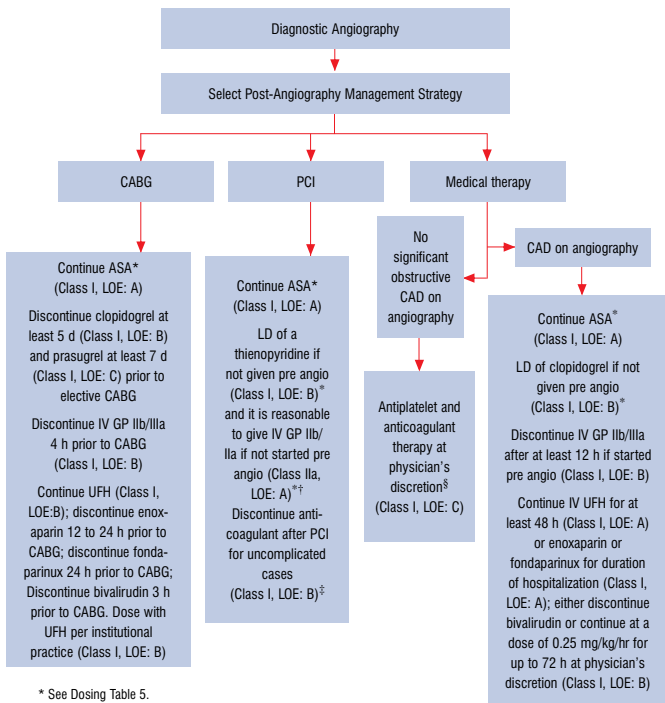 Diagnostic Angiography
Select Post-Angiography Management Strategy
CABG
PCI
Medical therapy
Continue ASA*
(Class I, LOE: A)
Discontinue clopidogrel at
least 5 d (Class I, LOE: B)
and prasugrel at least 7 d
(Class I, LOE: C) prior to
elective CABG
Discontinue IV GP IIb/IIIa
4 h prior to CABG
(Class I, LOE: B)
Continue UFH (Class I,
LOE:B); discontinue enox-
aparin 12 to 24 h prior to
CABG; discontinue fonda-
parinux 24 h prior to CABG;
Discontinue bivalirudin 3 h
prior to CABG. Dose with
UFH per institutional
practice (Class I, LOE: B)
Continue ASA*
(Class I, LOE: A)
LD of a
thienopyridine if
not given pre angio
(Class I, LOE: B)*
and it is reasonable
to give IV GP IIb/
IIa if not started pre
angio (Class IIa,
LOE: A)*†
Discontinue anti-
coagulant after PCI
for uncomplicated
cases
(Class I, LOE: B)‡
No
significant
obstructive
CAD on
angiography
Antiplatelet and
anticoagulant
therapy at
physician's
discretion§
(Class I, LOE: C)
CAD on angiography
Continue ASA*
(Class I, LOE: A)
LD of clopidogrel if not
given pre angio
(Class I, LOE: B)*
Discontinue IV GP IIb/IIIa
after at least 12 h if started
pre angio (Class I, LOE: B)
Continue IV UFH for at
least 48 h (Class I, LOE: A)
or enoxaparin or
fondaparinux for duration
of hospitalization (Class I,
LOE: A); either discontinue
bivalirudin or continue at a
dose of 0.25 mg/kg/hr for
up to 72 h at physician's
discretion (Class I, LOE: B)
* See Dosing Table 5.